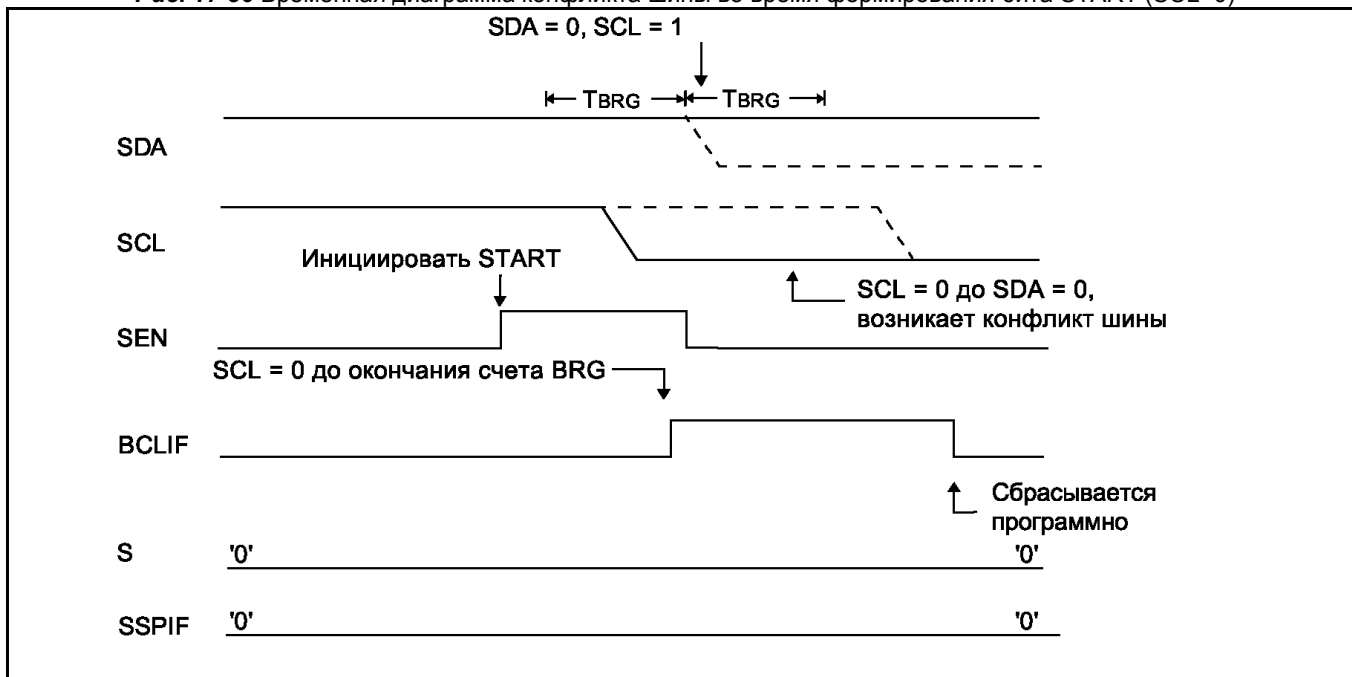 SDA = 0, SCL = 1
TBRG TBRG
SDA
SCL
Инициировать START
SCL = 0 до SDA = 0,
возникает конфликт шины
SEN
SCL = 0 до окончания счета BRG
BCLIF
Сбрасывается
программно
S '0' '0'
SSPIF '0' '0'